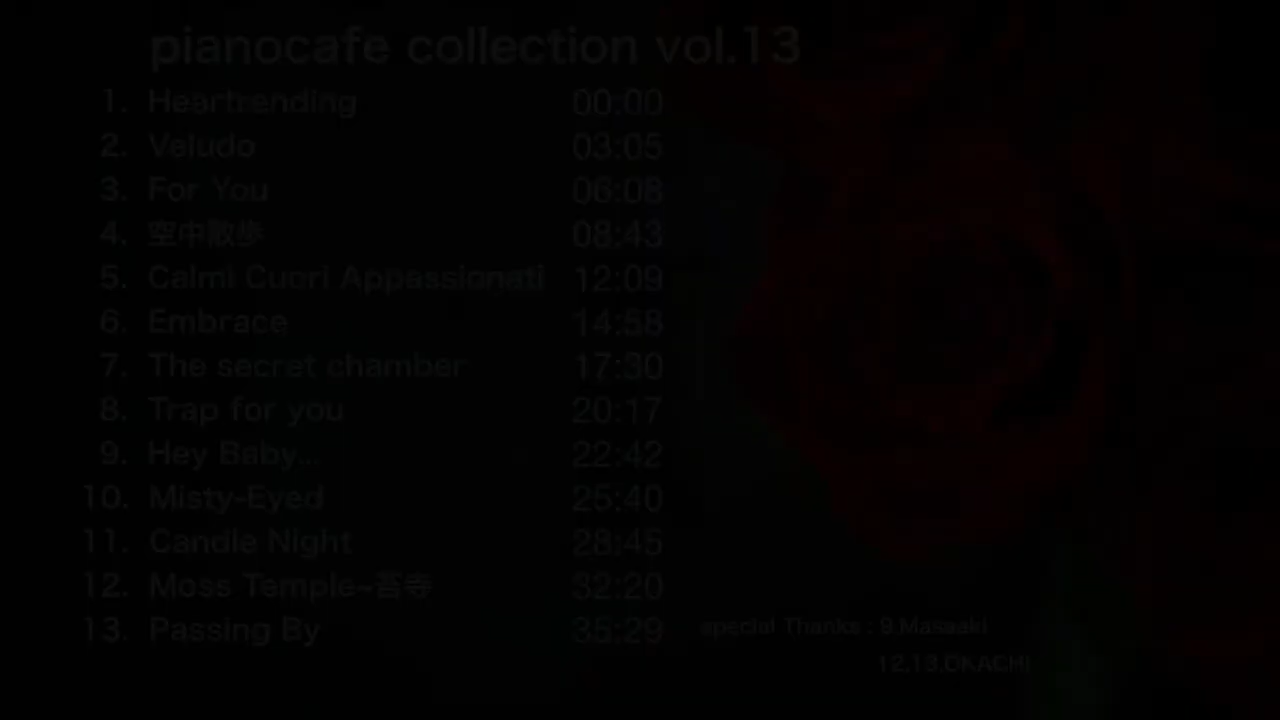 pianocafe collection vol.13
1. Heartrending 00:00
2. Veludo 03:05
3. For You 06:08
4. 空中散歩 08:43
5. Calmi Cuori Appassionati 12:09
6. Embrace 14:58
7. The secret chamber 17:30
8. Trap for you 20:17
9. Hey Baby... 22:42
10. Misty-Eyed 25:40
11. Candle Night 28:45
12. Moss Temple-苔寺 32:20
13. Passing By 35:29
special Thanks : 9.Masaaki
12,13.OKACHI